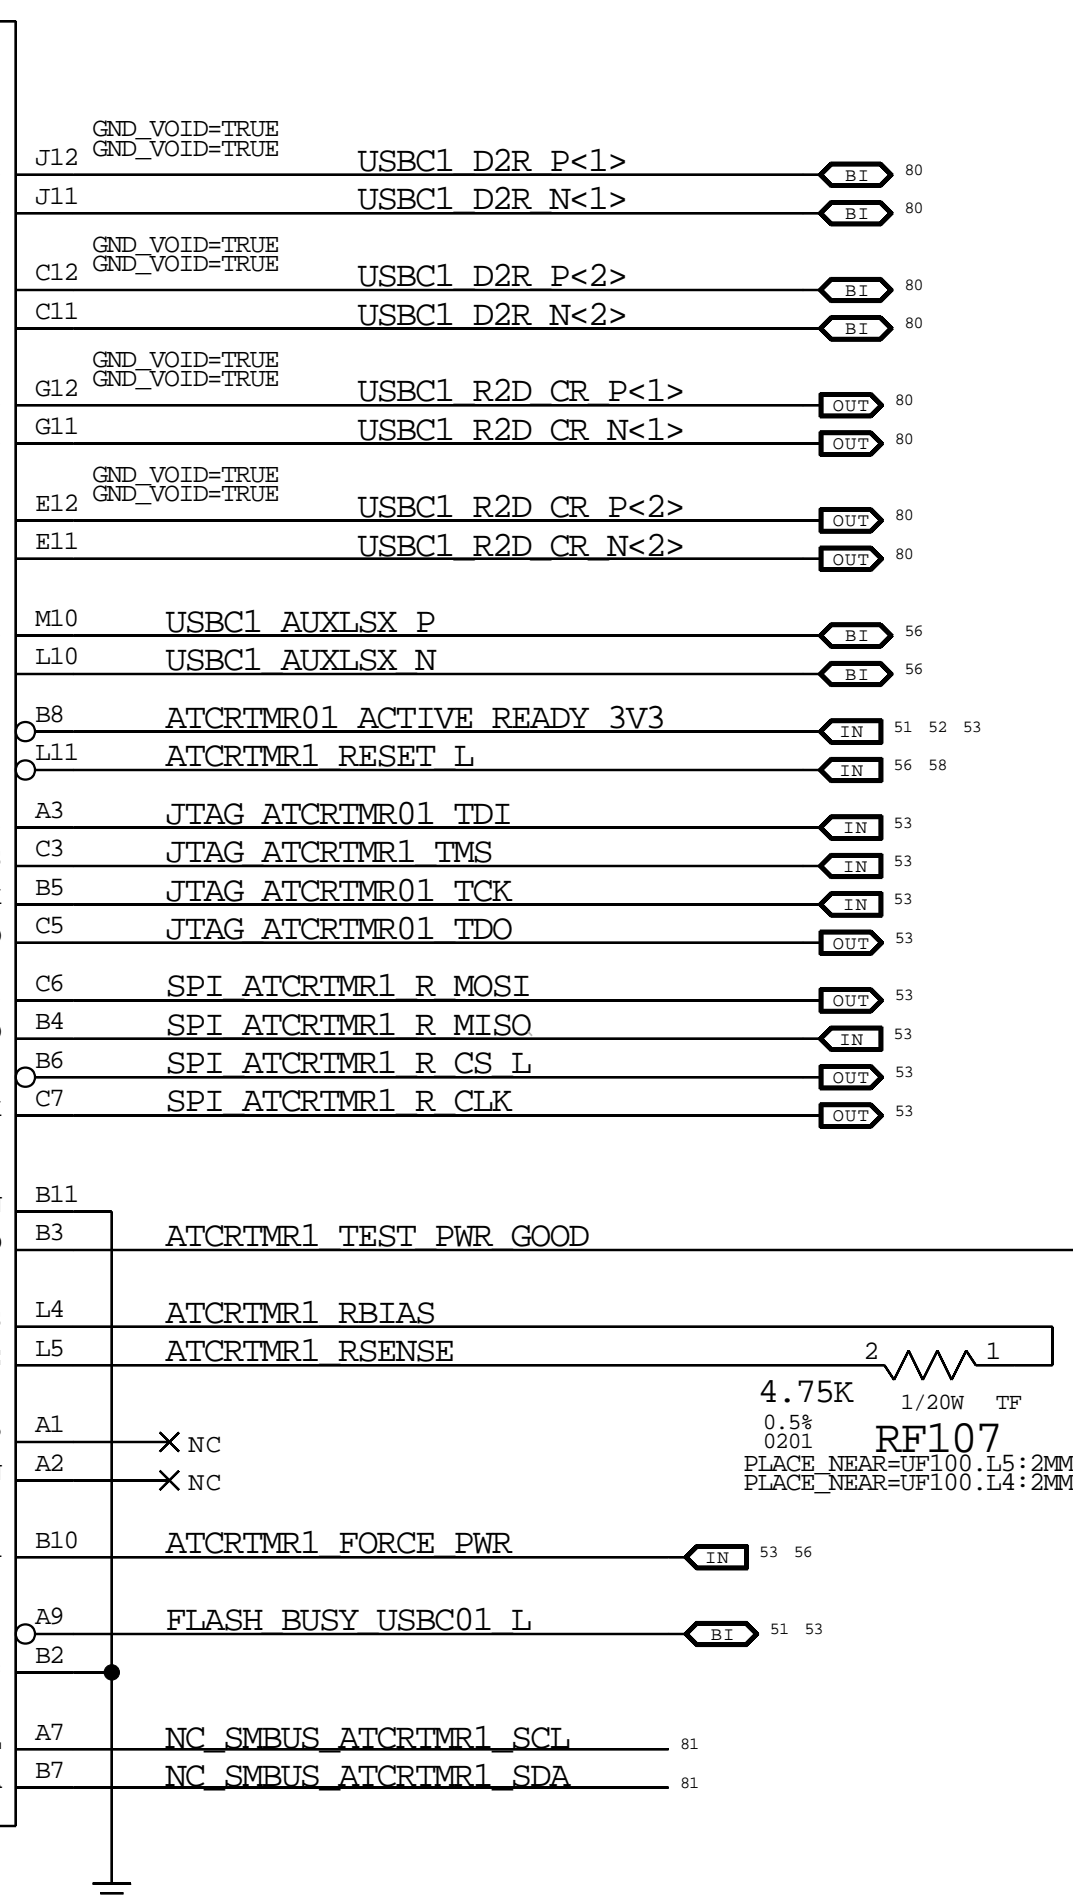 GND_VOID=TRUE
J12 GND_VOID=TRUE USBC1_D2R_P<1> BI 80
J11 USBC1_D2R_N<1> BI 80
GND_VOID=TRUE
C12 GND_VOID=TRUE USBC1_D2R_P<2> BI 80
C11 USBC1_D2R_N<2> BI 80
GND_VOID=TRUE
G12 GND_VOID=TRUE USBC1_R2D_CR_P<1> OUT 80
G11 USBC1_R2D_CR_N<1> OUT 80
GND_VOID=TRUE
E12 GND_VOID=TRUE USBC1_R2D_CR_P<2> OUT 80
E11 USBC1_R2D_CR_N<2> OUT 80
M10 USBC1_AUXLSX_P BI 56
L10 USBC1_AUXLSX_N BI 56
B8 ATCRTMR01_ACTIVE_READY_3V3 IN 51 52 53
L11 ATCRTMR1_RESET_L IN 56 58
A3 JTAG_ATCRTMR01_TDI IN 53
C3 JTAG_ATCRTMR1_TMS IN 53
B5 JTAG_ATCRTMR01_TCK IN 53
C5 JTAG_ATCRTMR01_TDO OUT 53
C6 SPI_ATCRTMR1_R_MOSI OUT 53
B4 SPI_ATCRTMR1_R_MISO IN 53
B6 SPI_ATCRTMR1_R_CS_L OUT 53
C7 SPI_ATCRTMR1_R_CLK OUT 53
B11
B3 ATCRTMR1_TEST_PWR_GOOD
L4 ATCRTMR1_RBIAS
L5 ATCRTMR1_RSENSE 2 1
4.75K 1/20W TF
0.5%
0201 RF107
PLACE_NEAR=UF100.L5:2MM
PLACE_NEAR=UF100.L4:2MM
A1 NC
A2 NC
B10 ATCRTMR1_FORCE_PWR IN 53 56
A9 FLASH_BUSY_USBC01_L BI 51 53
B2
A7 NC_SMBUS_ATCRTMR1_SCL 81
B7 NC_SMBUS_ATCRTMR1_SDA 81